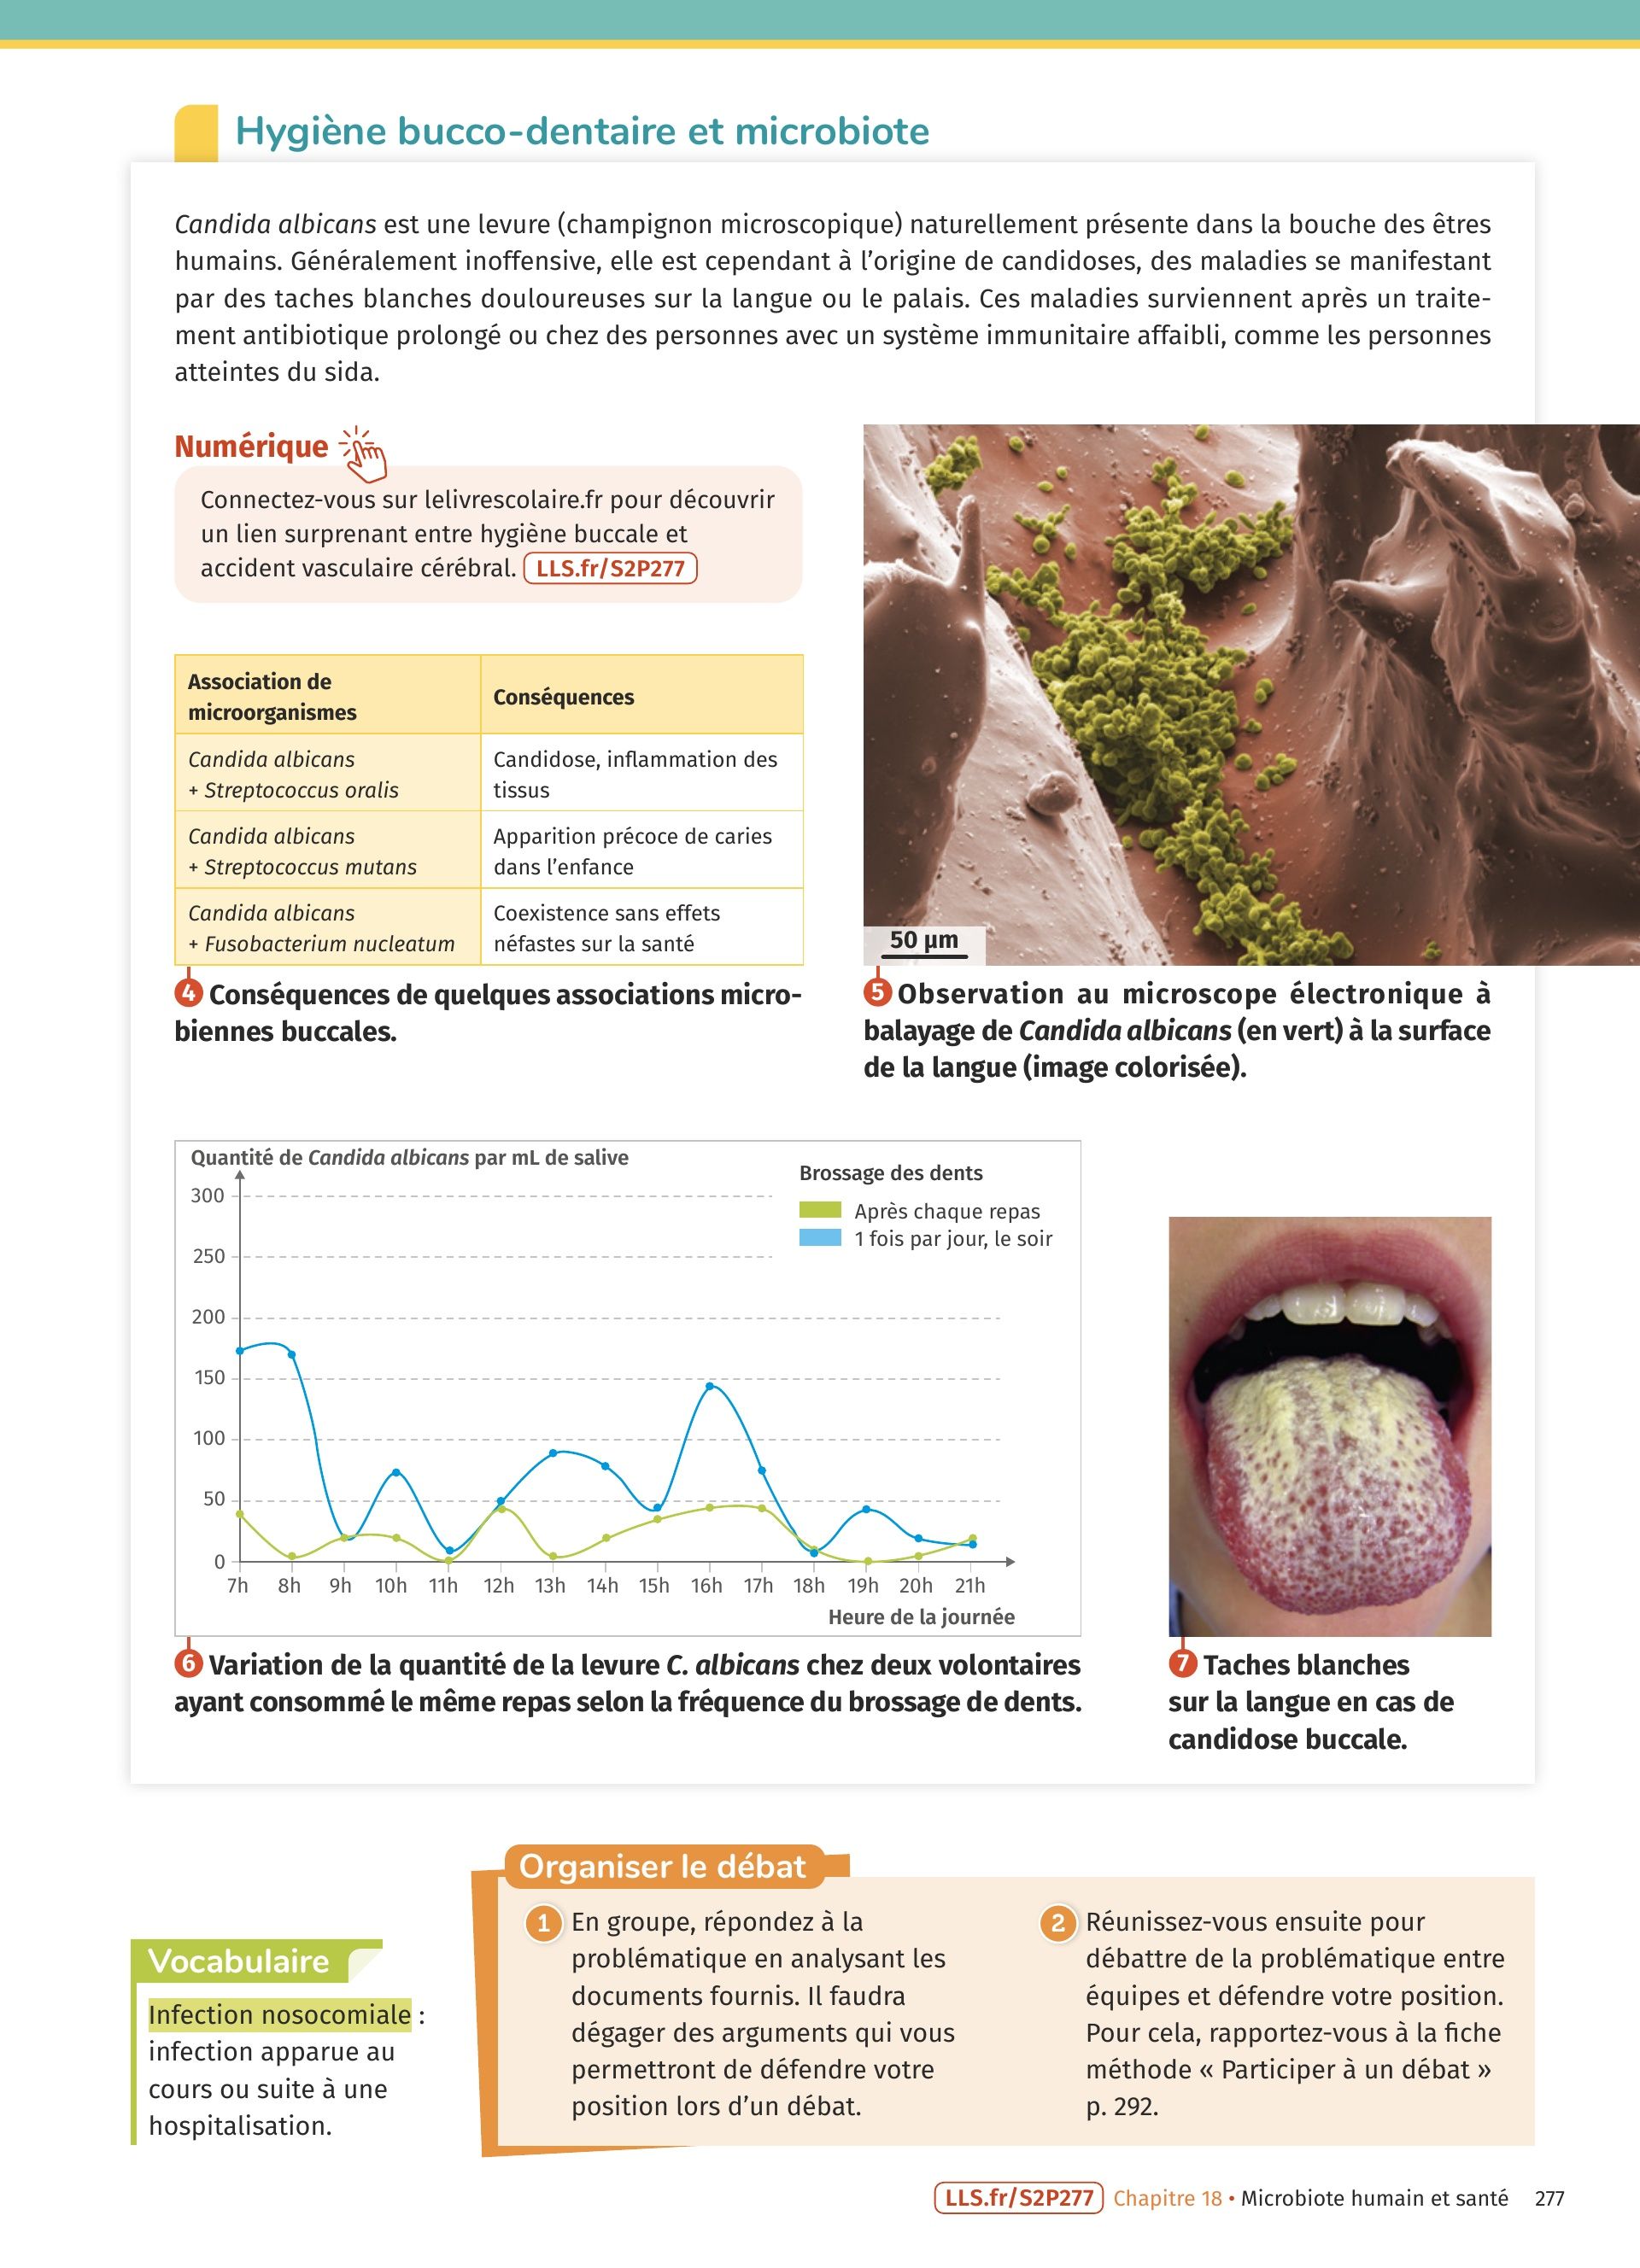 Hygiène bucco-dentaire et microbiote
Candida albicans est une levure (champignon microscopique) naturellement présente dans la bouche des êtres
humains. Généralement inoffensive, elle est cependant à l’origine de candidoses, des maladies se manifestant
par des taches blanches douloureuses sur la langue ou le palais. Ces maladies surviennent après un traite-
ment antibiotique prolongé ou chez des personnes avec un système immunitaire affaibli, comme les personnes
atteintes du sida.
Numérique
Connectez-vous sur lelivrescolaire.fr pour découvrir
un lien surprenant entre hygiène buccale et
accident vasculaire cérébral. LLS.fr/S2P277
Association de
microorganismes
Conséquences
Candida albicans
+ Streptococcus oralis
Candidose, inflammation des
tissus
Candida albicans
+ Streptococcus mutans
Apparition précoce de caries
dans l’enfance
Candida albicans
+ Fusobacterium nucleatum
Coexistence sans effets
néfastes sur la santé
4 Conséquences de quelques associations micro-
biennes buccales.
50 µm
5 Observation au microscope électronique à
balayage de Candida albicans (en vert) à la surface
de la langue (image colorisée).
Quantité de Candida albicans par mL de salive
Brossage des dents
Après chaque repas
1 fois par jour, le soir
300
250
200
150
100
50
0
7h 8h 9h 10h 11h 12h 13h 14h 15h 16h 17h 18h 19h 20h 21h
Heure de la journée
6 Variation de la quantité de la levure C. albicans chez deux volontaires
ayant consommé le même repas selon la fréquence du brossage de dents.
7 Taches blanches
sur la langue en cas de
candidose buccale.
Organiser le débat
1 En groupe, répondez à la
problématique en analysant les
documents fournis. Il faudra
dégager des arguments qui vous
permettront de défendre votre
position lors d’un débat.
2 Réunissez-vous ensuite pour
débattre de la problématique entre
équipes et défendre votre position.
Pour cela, rapportez-vous à la fiche
méthode « Participer à un débat »
p. 292.
Vocabulaire
Infection nosocomiale :
infection apparue au
cours ou suite à une
hospitalisation.
LLS.fr/S2P277 Chapitre 18 • Microbiote humain et santé 277